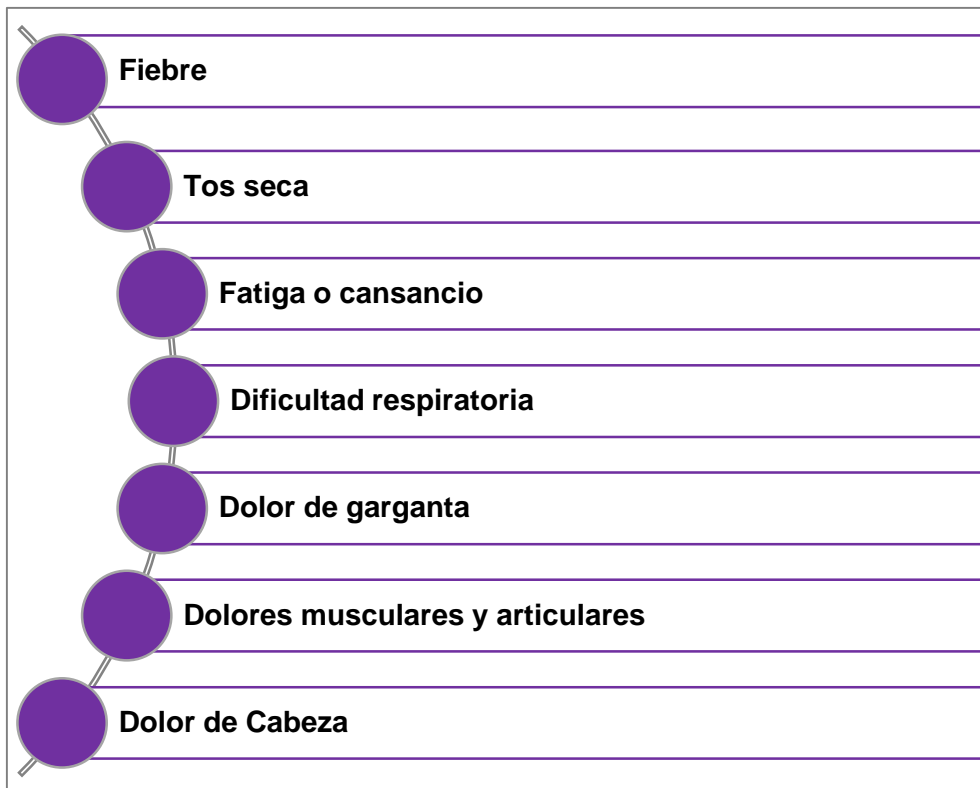 Fiebre
Tos seca
Fatiga o cansancio
Dificultad respiratoria
Dolor de garganta
Dolores musculares y articulares
Dolor de Cabeza